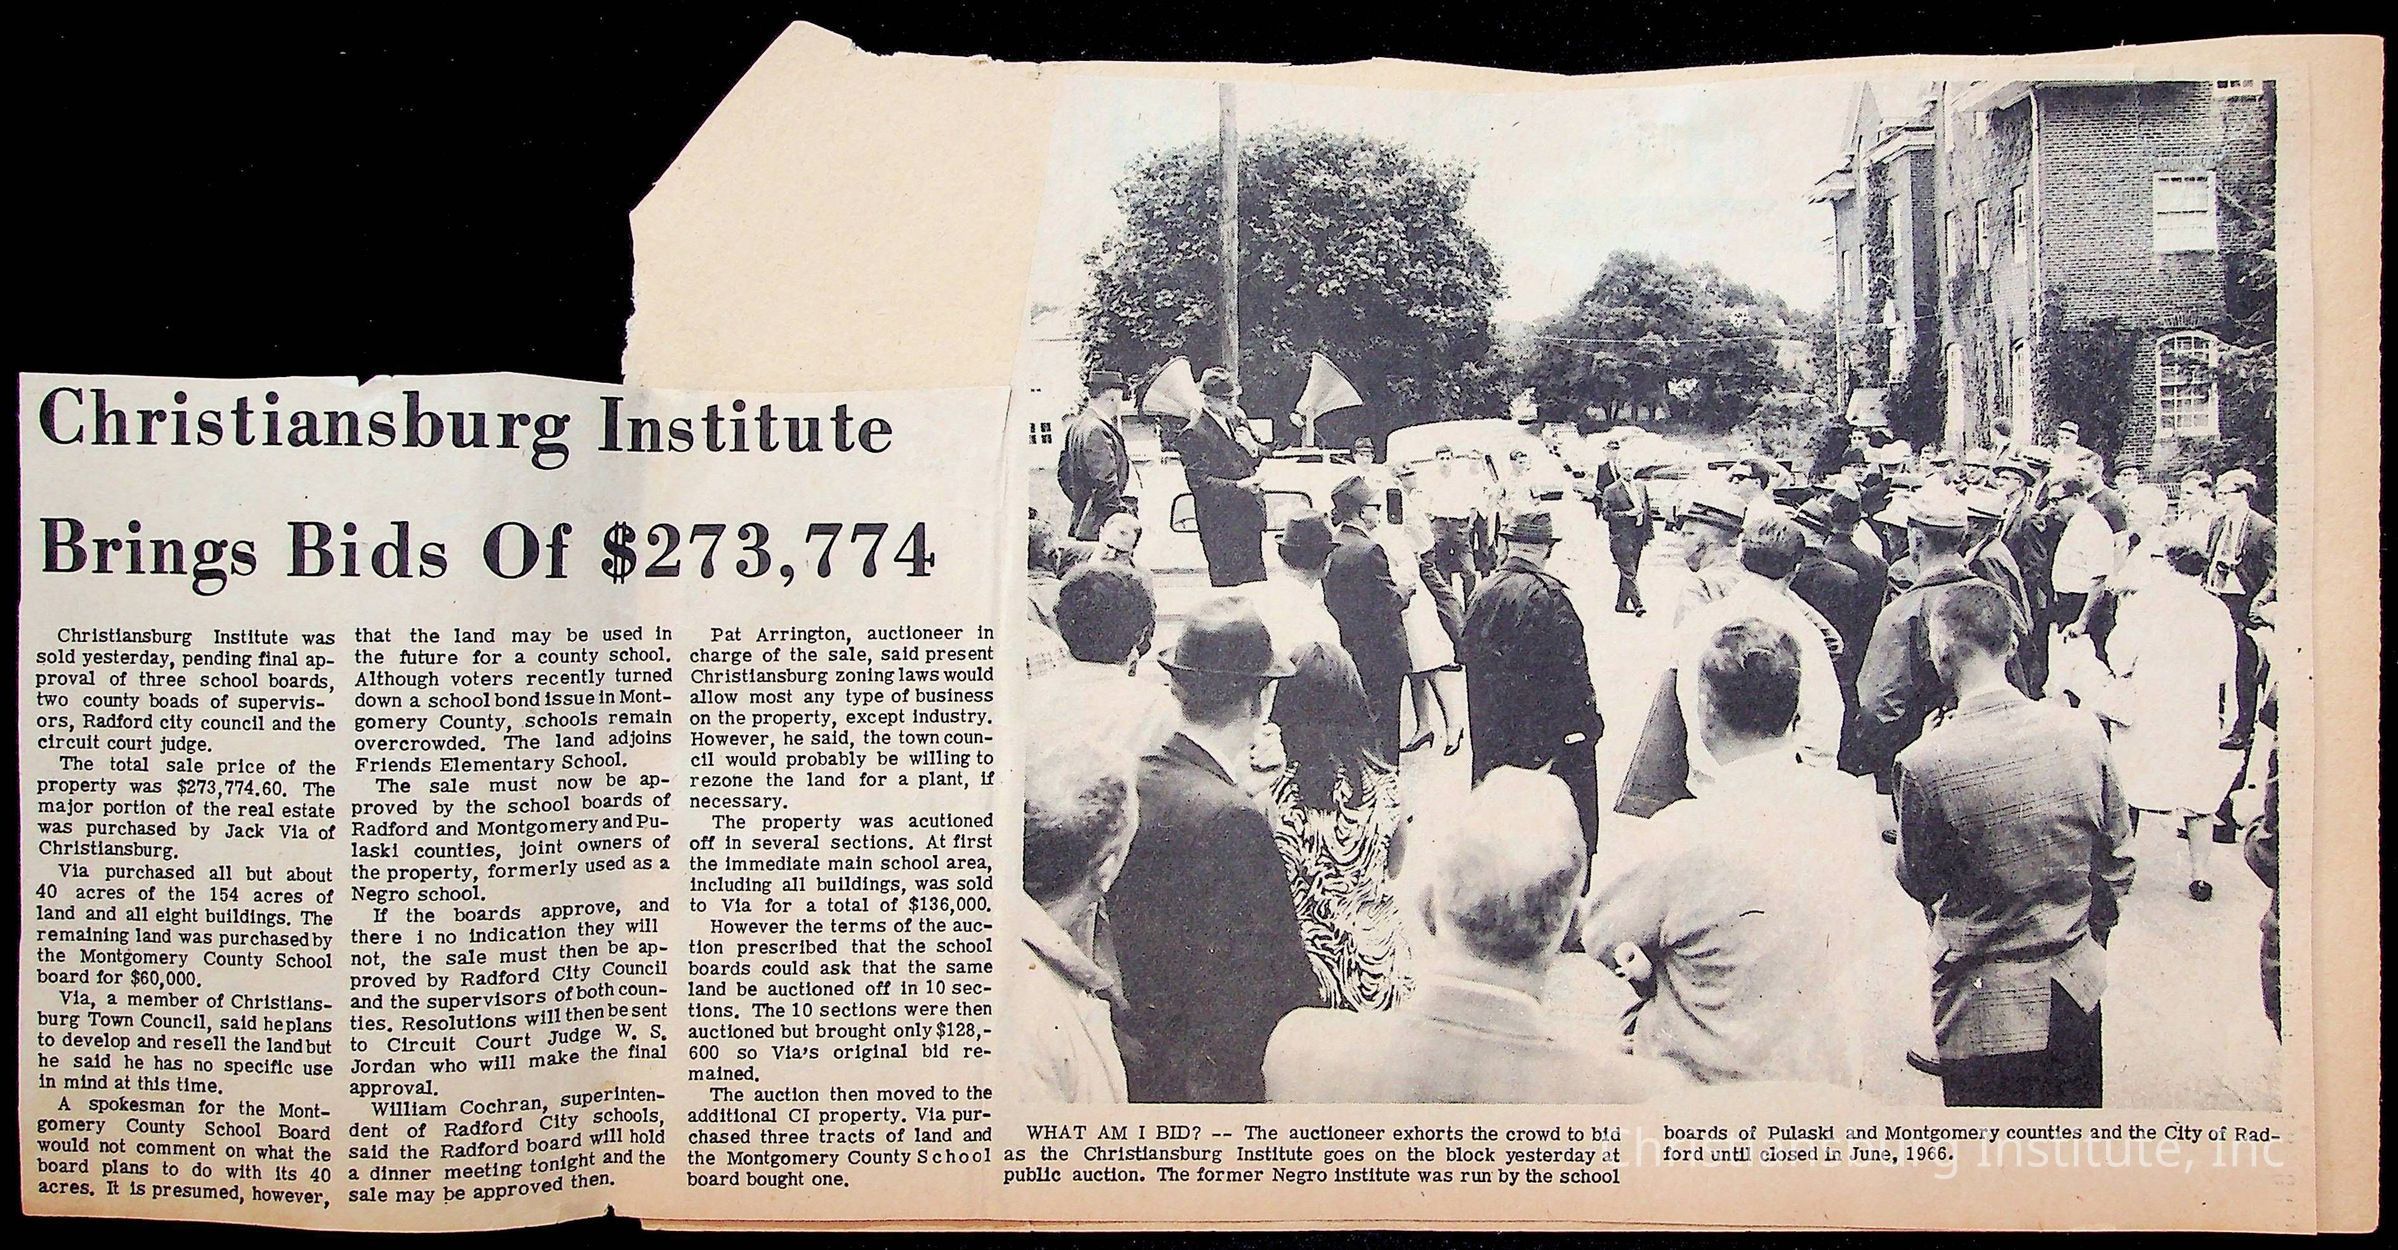 Christiansburg Institute
Brings Bids Of $273,774
Christiansburg Institute was
sold yesterday, pending final ap-
proval of three school boards,
two county boads of supervis-
ors, Radford city council and the
circuit court judge.
The total sale price of the
property was $273,774.60. The
major portion of the real estate
was purchased by Jack Via of
Christiansburg.
Via purchased all but about
40 acres of the 154 acres of
land and all eight buildings. The
remaining land was purchased by
the Montgomery County School
board for $60,000.
Via, a member of Christians-
burg Town Council, said he plans
to develop and resell the land but
he said he has no specific use
in mind at this time.
A spokesman for the Mont-
gomery County School Board
would not comment on what the
board plans to do with its 40
acres. It is presumed, however,
that the land may be used in
the future for a county school.
Although voters recently turned
down a school bond issue in Mont-
gomery County, schools remain
overcrowded. The land adjoins
Friends Elementary School.
The sale must now be ap-
proved by the school boards of
Radford and Montgomery and Pu-
laski counties, joint owners of
the property, formerly used as a
Negro school.
If the boards approve, and
there i no indication they will
not, the sale must then be ap-
proved by Radford City Council
and the supervisors of both coun-
ties. Resolutions will then be sent
to Circuit Court Judge W. S.
Jordan who will make the final
approval.
William Cochran, superinten-
dent of Radford City schools,
said the Radford board will hold
a dinner meeting tonight and the
sale may be approved then.
Pat Arrington, auctioneer in
charge of the sale, said present
Christiansburg zoning laws would
allow most any type of business
on the property, except industry.
However, he said, the town coun-
cil would probably be willing to
rezone the land for a plant, if
necessary.
The property was acutioned
off in several sections. At first
the immediate main school area,
including all buildings, was sold
to Via for a total of $136,000.
However the terms of the auc-
tion prescribed that the school
boards could ask that the same
land be auctioned off in 10 sec-
tions. The 10 sections were then
auctioned but brought only $128,-
600 so Via's original bid re-
mained.
The auction then moved to the
additional CI property. Via pur-
chased three tracts of land and
the Montgomery County School
board bought one.
WHAT AM I BID? -- The auctioneer exhorts the crowd to bid
as the Christiansburg Institute goes on the block yesterday at
public auction. The former Negro institute was run by the school
boards of Pulaski and Montgomery counties and the City of Rad-
ford until closed in June, 1966.
Christiansburg Institute, Inc